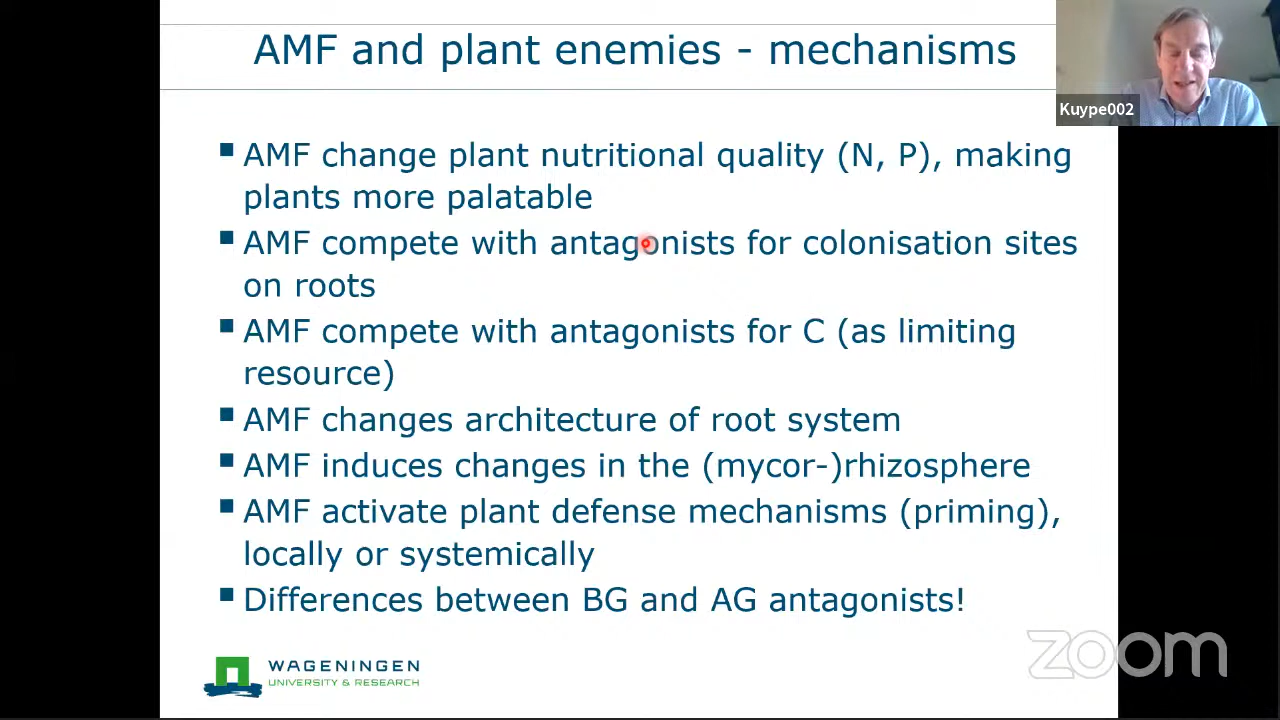 AMF and plant enemies - mechanisms
Kuype002
▪ AMF change plant nutritional quality (N, P), making
plants more palatable
▪ AMF compete with antagonists for colonisation sites
on roots
▪ AMF compete with antagonists for C (as limiting
resource)
▪ AMF changes architecture of root system
▪ AMF induces changes in the (mycor-)rhizosphere
▪ AMF activate plant defense mechanisms (priming),
locally or systemically
▪ Differences between BG and AG antagonists!
WAGENINGEN
UNIVERSITY & RESEARCH
zoom